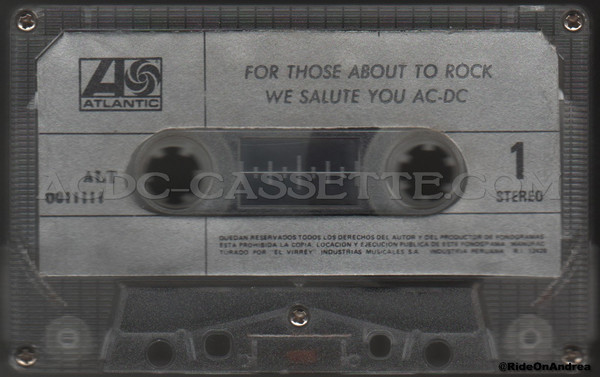 FOR THOSE ABOUT TO ROCK
WE SALUTE YOU AC-DC
ATLANTIC
ALT
1
AC-DC-CASSETTE.COM
STEREO
QUEDAN RESERVADOS TODOS LOS DERECHOS DEL AUTOR Y DEL PRODUCTOR DE FONOGRAMAS
ESTA PROHIBIDA LA COPIA, LOCACION Y EJECUCION PUBLICA DE ESTE FONOGRAMA. MANUFAC
TURADO POR "EL VIRREY" INDUSTRIAS MUSICALES S.A. INDUSTRIA PERUANA R.I.
©RideOnAndrea